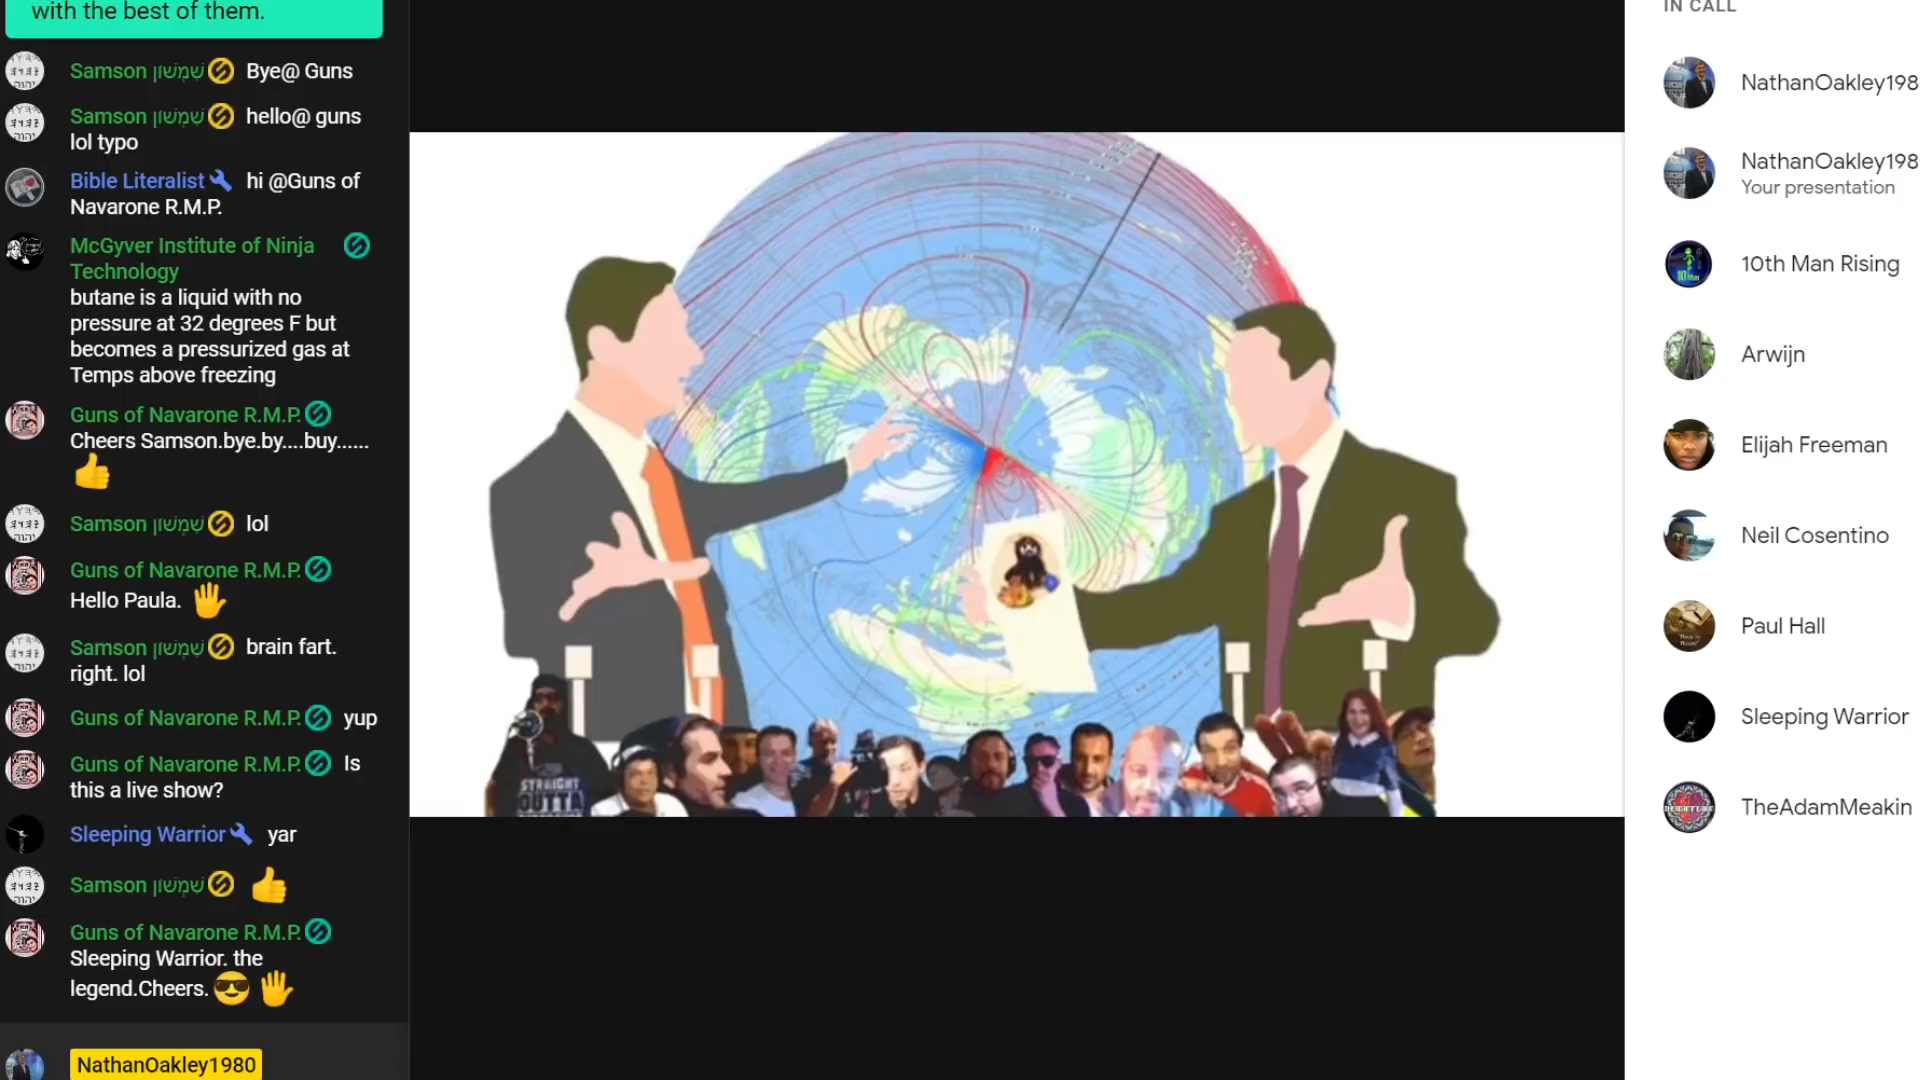 with the best of them.
Samson שִׁמְשׁוֹן Bye@ Guns
Samson שִׁמְשׁוֹן hello@ guns
lol typo
Bible Literalist hi @Guns of
Navarone R.M.P.
McGyver Institute of Ninja
Technology
butane is a liquid with no
pressure at 32 degrees F but
becomes a pressurized gas at
Temps above freezing
Guns of Navarone R.M.P.
Cheers Samson.bye.by....buy......
👍
Samson שִׁמְשׁוֹן lol
Guns of Navarone R.M.P.
Hello Paula. 🖐
Samson שִׁמְשׁוֹן brain fart.
right. lol
Guns of Navarone R.M.P. yup
Guns of Navarone R.M.P. Is
this a live show?
Sleeping Warrior yar
Samson שִׁמְשׁוֹן 👍
Guns of Navarone R.M.P.
Sleeping Warrior. the
legend.Cheers. 😎 🖐
NathanOakley1980
STRAIGHT
OUTTA
IN CALL
NathanOakley198
NathanOakley198
Your presentation
10th Man Rising
Arwijn
Elijah Freeman
Neil Cosentino
Paul Hall
Sleeping Warrior
TheAdamMeakin